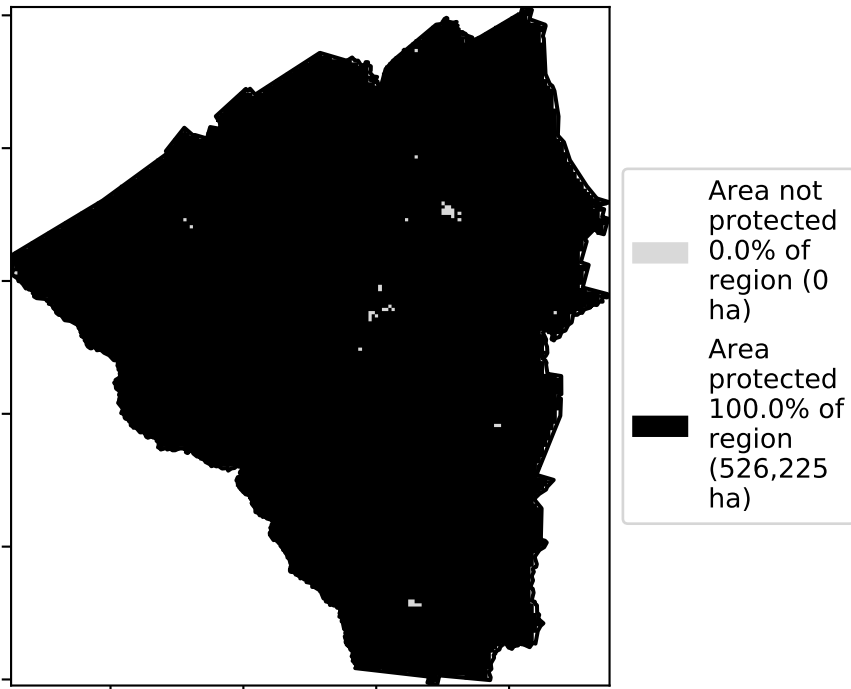 Area not
protected
0.0% of
region (0
ha)
Area
protected
100.0% of
region
(526,225
ha)